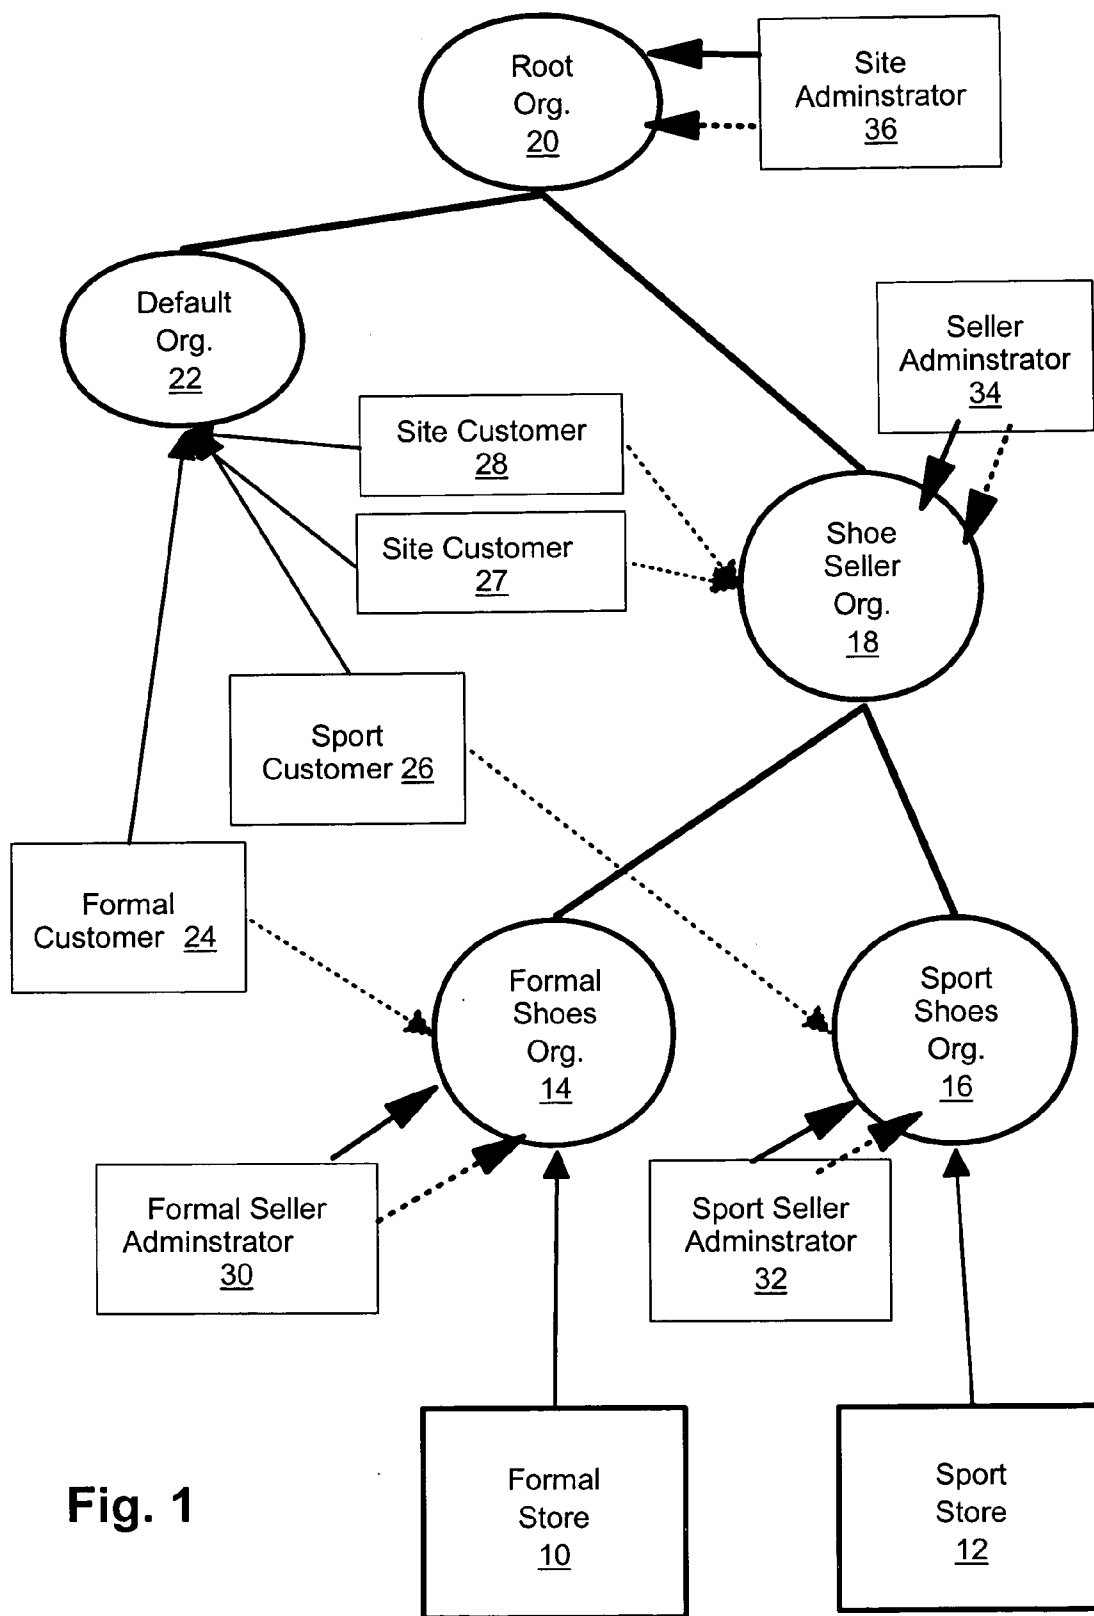 Root
Org.
20
Site
Adminstrator
36
Default
Org.
22
Seller
Adminstrator
34
Site Customer
28
Site Customer
27
Shoe
Seller
Org.
18
Sport
Customer 26
Formal
Customer 24
Formal
Shoes
Org.
14
Sport
Shoes
Org.
16
Formal Seller
Adminstrator
30
Sport Seller
Adminstrator
32
Formal
Store
10
Sport
Store
12
Fig. 1